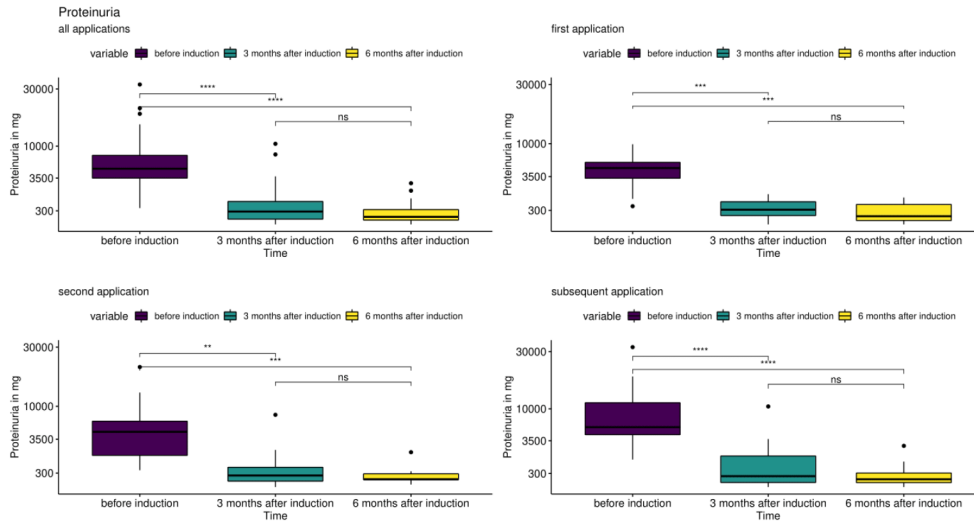 Proteinuria
all applications
variable before induction 3 months after induction 6 months after induction
30000
10000
3500
300
Proteinuria in mg
****
****
ns
before induction 3 months after induction 6 months after induction
Time
first application
variable before induction 3 months after induction 6 months after induction
30000
10000
3500
300
Proteinuria in mg
***
***
ns
before induction 3 months after induction 6 months after induction
Time
second application
variable before induction 3 months after induction 6 months after induction
30000
10000
3500
300
Proteinuria in mg
**
***
ns
before induction 3 months after induction 6 months after induction
Time
subsequent application
variable before induction 3 months after induction 6 months after induction
30000
10000
3500
300
Proteinuria in mg
****
****
ns
before induction 3 months after induction 6 months after induction
Time